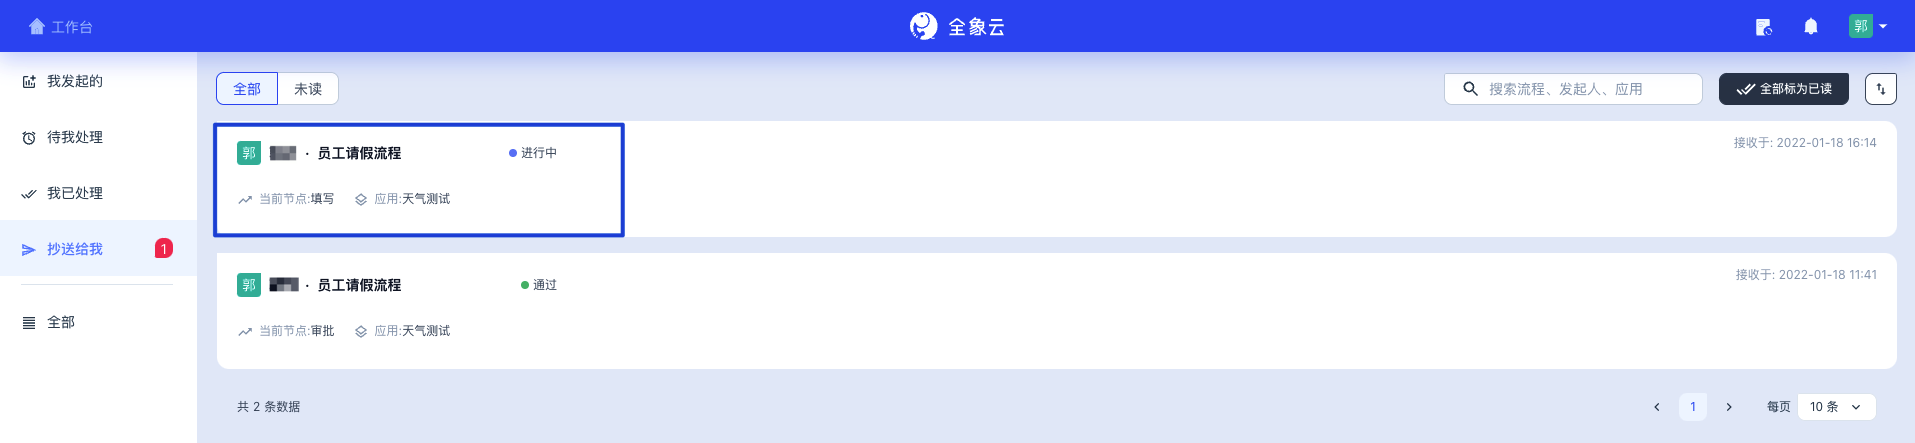 工作台
全象云
郭
我发起的
待我处理
我已处理
抄送给我 1
全部
全部 未读
搜索流程、发起人、应用
全部标为已读
郭 · 员工请假流程 进行中
接收于: 2022-01-18 16:14
当前节点:填写 应用:天气测试
郭 · 员工请假流程 通过
接收于: 2022-01-18 11:41
当前节点:审批 应用:天气测试
共 2 条数据
1
每页 10 条